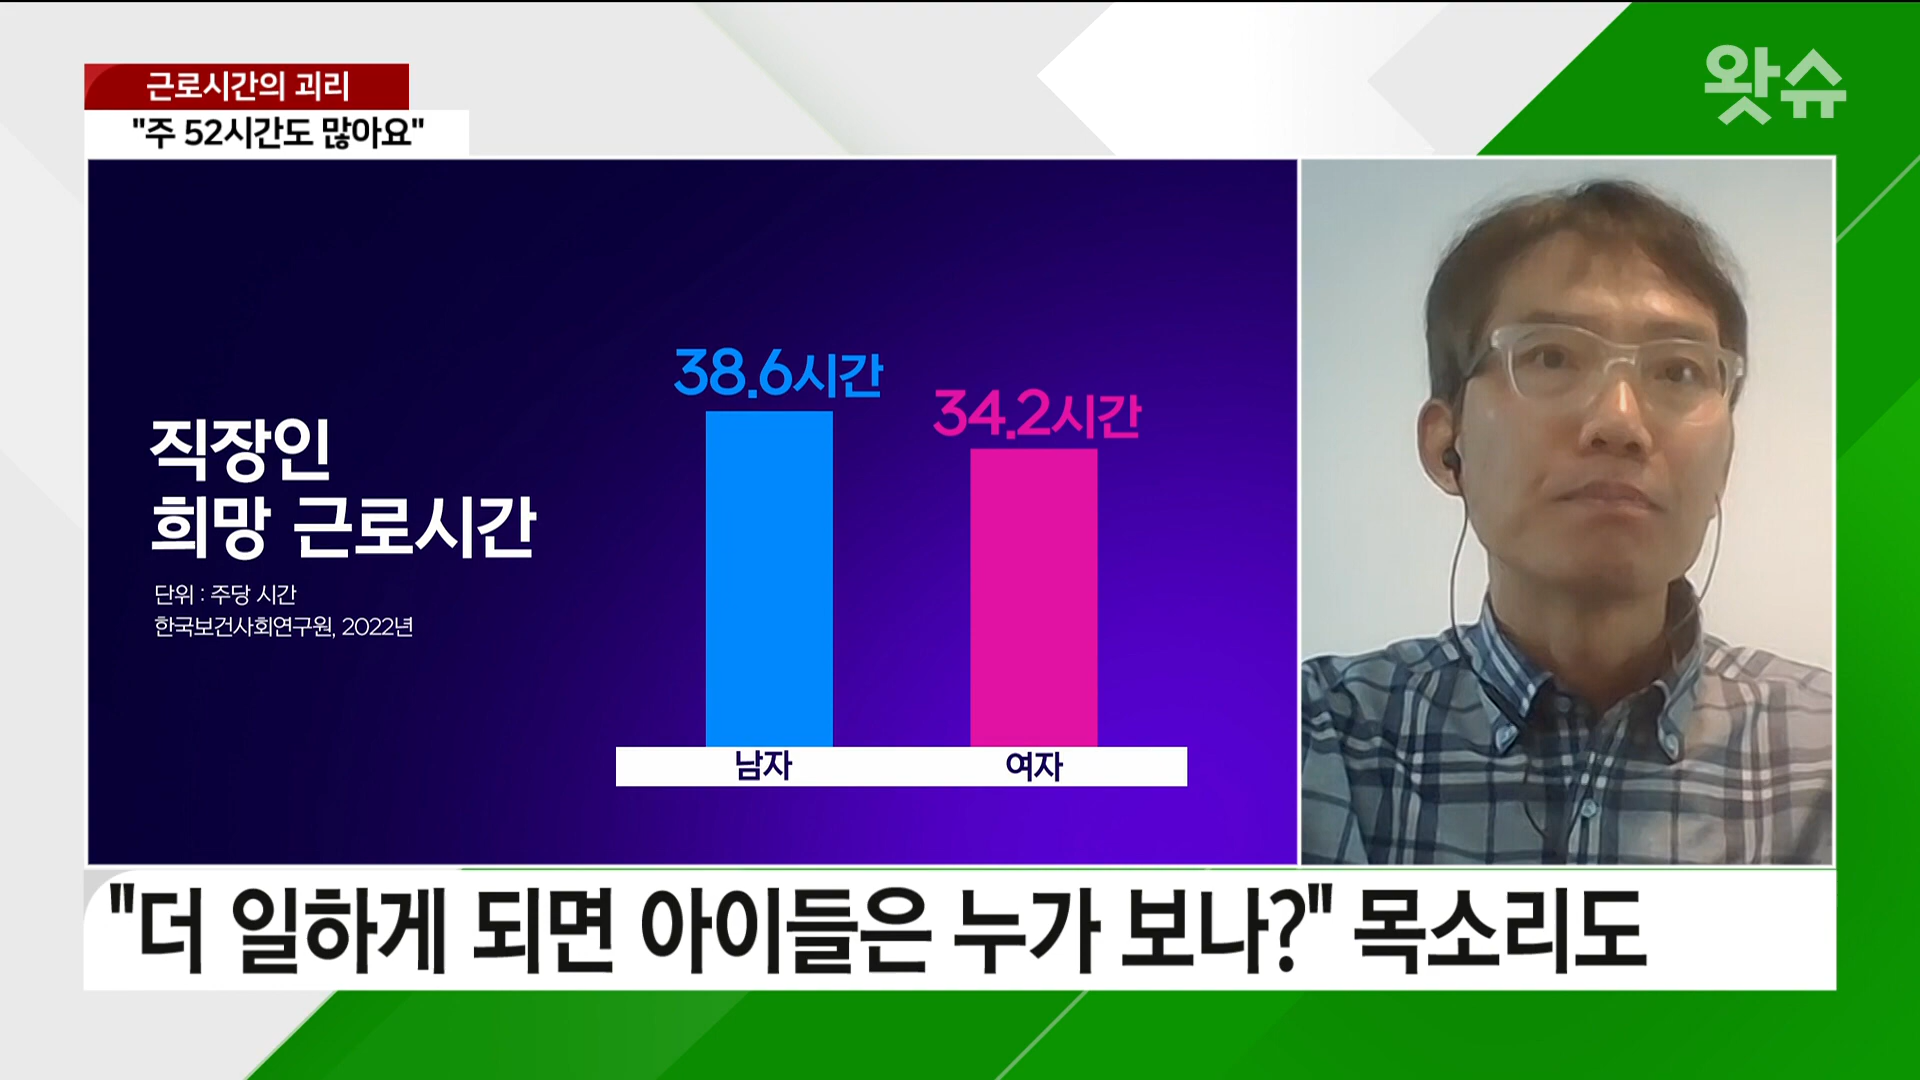 근로시간의 괴리
"주 52시간도 많아요"
왓슈
직장인
희망 근로시간
단위 : 주당 시간
한국보건사회연구원, 2022년
38.6시간
34.2시간
남자
여자
"더 일하게 되면 아이들은 누가 보나?" 목소리도